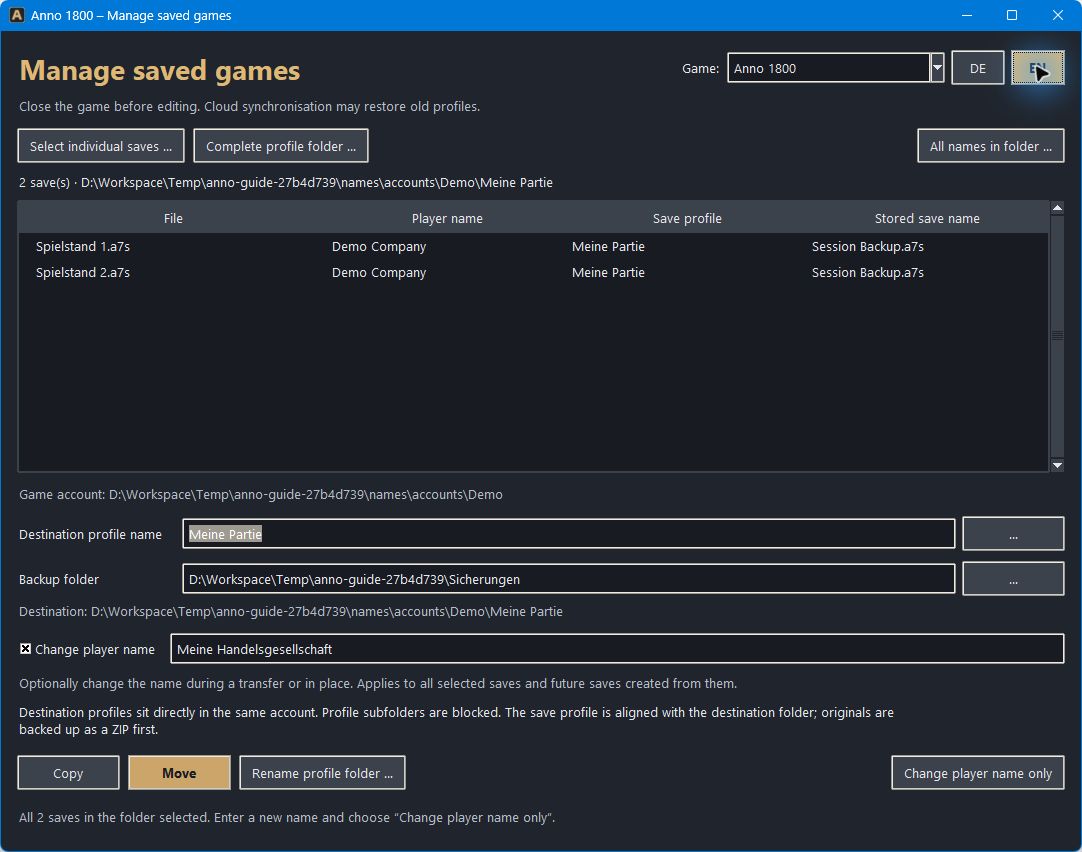 Anno 1800 – Manage saved games
Manage saved games
Game:
Anno 1800
DE
EN
Close the game before editing. Cloud synchronisation may restore old profiles.
Select individual saves ...
Complete profile folder ...
All names in folder ...
2 save(s) · D:\Workspace\Temp\anno-guide-27b4d739\names\accounts\Demo\Meine Partie
File Player name Save profile Stored save name
Spielstand 1.a7s Demo Company Meine Partie Session Backup.a7s
Spielstand 2.a7s Demo Company Meine Partie Session Backup.a7s
Game account: D:\Workspace\Temp\anno-guide-27b4d739\names\accounts\Demo
Destination profile name
Meine Partie
...
Backup folder
D:\Workspace\Temp\anno-guide-27b4d739\Sicherungen
...
Destination: D:\Workspace\Temp\anno-guide-27b4d739\names\accounts\Demo\Meine Partie
Change player name
Meine Handelsgesellschaft
Optionally change the name during a transfer or in place. Applies to all selected saves and future saves created from them.
Destination profiles sit directly in the same account. Profile subfolders are blocked. The save profile is aligned with the destination folder; originals are
backed up as a ZIP first.
Copy
Move
Rename profile folder ...
Change player name only
All 2 saves in the folder selected. Enter a new name and choose “Change player name only”.